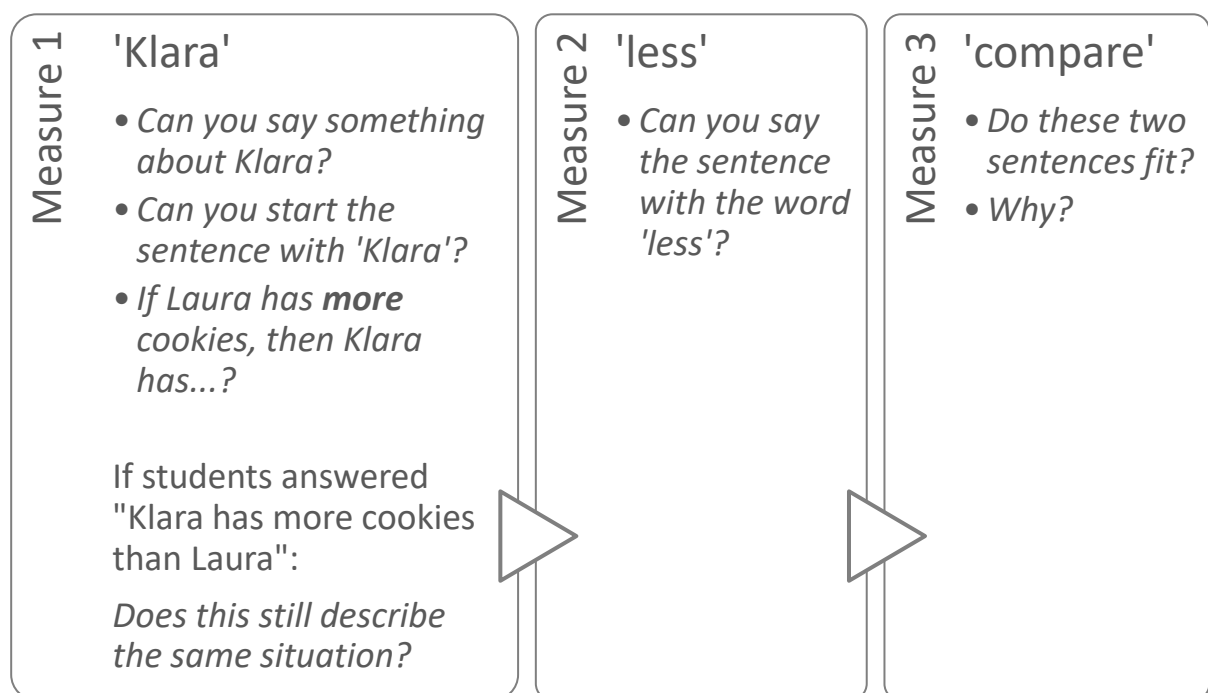 Measure 1
'Klara'
• Can you say something
about Klara?
• Can you start the
sentence with 'Klara'?
• If Laura has more
cookies, then Klara
has...?
If students answered
"Klara has more cookies
than Laura":
Does this still describe
the same situation?
Measure 2
'less'
• Can you say
the sentence
with the word
'less'?
Measure 3
'compare'
• Do these two
sentences fit?
• Why?